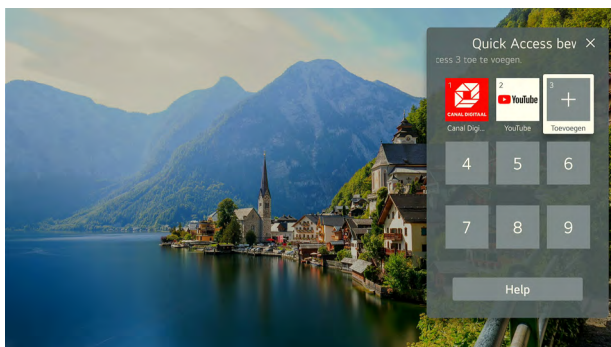 Quick Access bev ×
cess 3 toe te voegen.
1 2 3
CANAL DIGITAAL YouTube +
Canal Digi... YouTube Toevoegen
4 5 6
7 8 9
Help